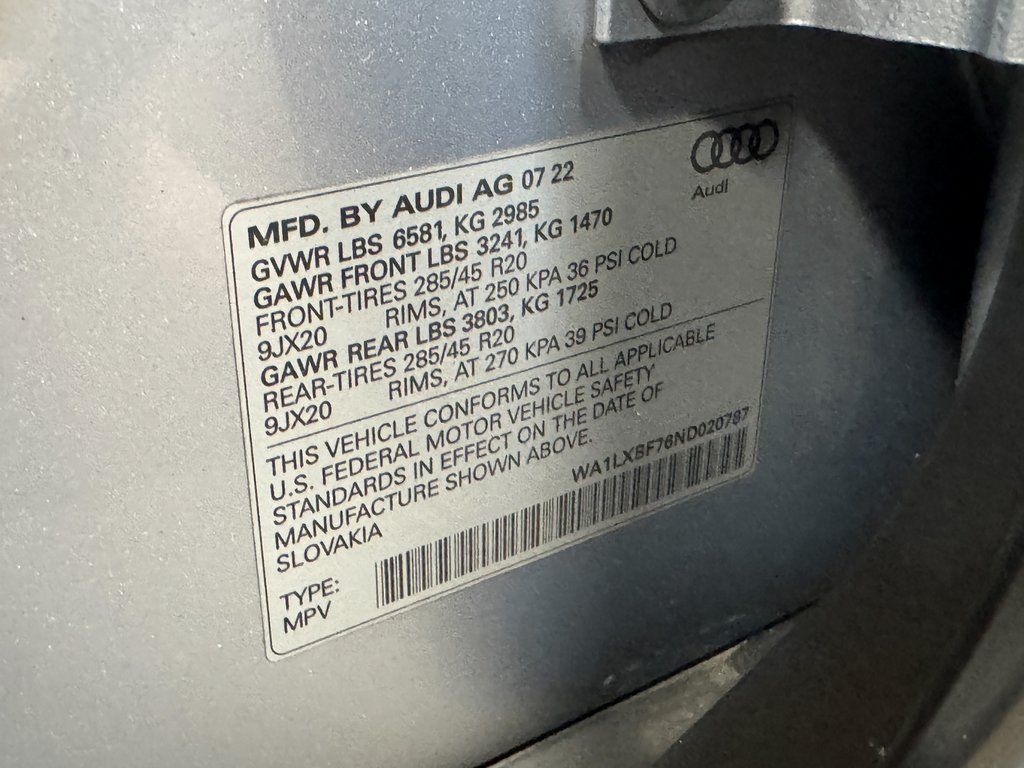 Audi
MFD. BY AUDI AG 07 22
GVWR LBS 6581, KG 2985
GAWR FRONT LBS 3241, KG 1470
FRONT-TIRES 285/45 R20
9JX20 RIMS, AT 250 KPA 36 PSI COLD
GAWR REAR LBS 3803, KG 1725
REAR-TIRES 285/45 R20
9JX20 RIMS, AT 270 KPA 39 PSI COLD
THIS VEHICLE CONFORMS TO ALL APPLICABLE
U.S. FEDERAL MOTOR VEHICLE SAFETY
STANDARDS IN EFFECT ON THE DATE OF
MANUFACTURE SHOWN ABOVE.
SLOVAKIA
WA1LXBF76ND020787
TYPE:
MPV